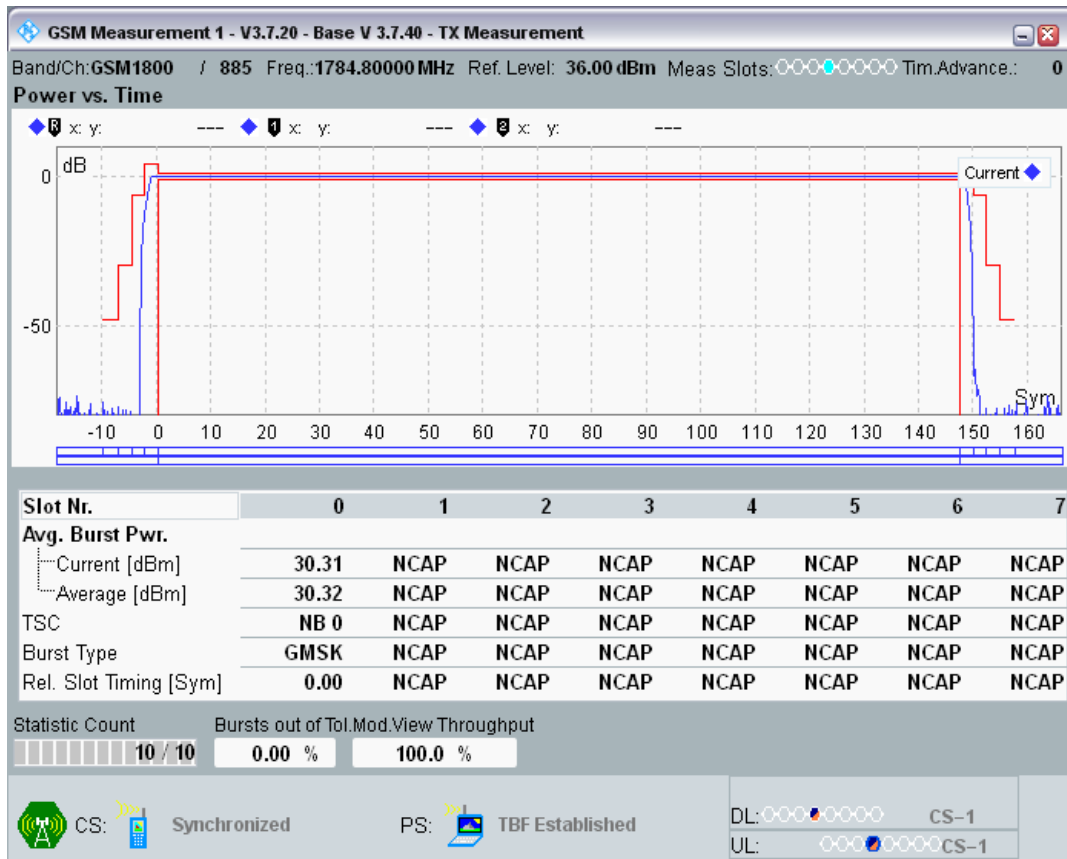 GSM Measurement 1 - V3.7.20 - Base V 3.7.40 - TX Measurement
Band/Ch:GSM1800 / 885 Freq.:1784.80000 MHz Ref. Level: 36.00 dBm Meas Slots: Tim.Advance.: 0
Power vs. Time
R x: y: --- 1 x: y: --- 2 x: y: ---
dB
Current
0
-50
Sym
-10 0 10 20 30 40 50 60 70 80 90 100 110 120 130 140 150 160
Slot Nr. 0 1 2 3 4 5 6 7
Avg. Burst Pwr.
Current [dBm] 30.31 NCAP NCAP NCAP NCAP NCAP NCAP NCAP
Average [dBm] 30.32 NCAP NCAP NCAP NCAP NCAP NCAP NCAP
TSC NB 0 NCAP NCAP NCAP NCAP NCAP NCAP NCAP
Burst Type GMSK NCAP NCAP NCAP NCAP NCAP NCAP NCAP
Rel. Slot Timing [Sym] 0.00 NCAP NCAP NCAP NCAP NCAP NCAP NCAP
Statistic Count Bursts out of Tol.Mod.View Throughput
10 / 10 0.00 % 100.0 %
CS: Synchronized PS: TBF Established
DL: CS-1
UL: CS-1